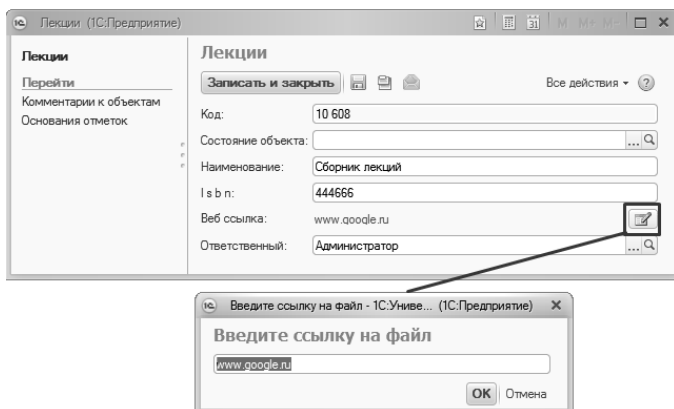 Лекции (1С:Предприятие)
M M+ M-
Лекции
Перейти
Комментарии к объектам
Основания отметок
Лекции
Записать и закрыть
Все действия
?
Код:
10 608
Состояние объекта:
...
Наименование:
Сборник лекций
I s b n:
444666
Веб ссылка:
www.google.ru
Ответственный:
Администратор
...
Введите ссылку на файл - 1С:Униве... (1С:Предприятие)
Введите ссылку на файл
www.google.ru
ОК Отмена